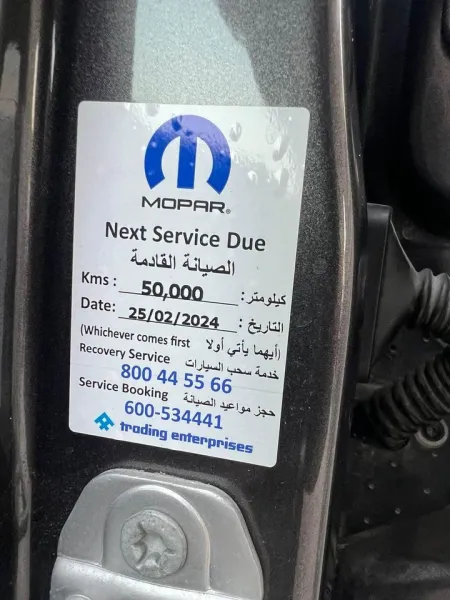 MOPAR®
Next Service Due
الصيانة القادمة
Kms : 50,000 كيلومتر :
Date: 25/02/2024 التاريخ :
(Whichever comes first أيهما يأتي أولا)
Recovery Service خدمة سحب السيارات
800 44 55 66
Service Booking حجز مواعيد الصيانة
600-534441
trading enterprises